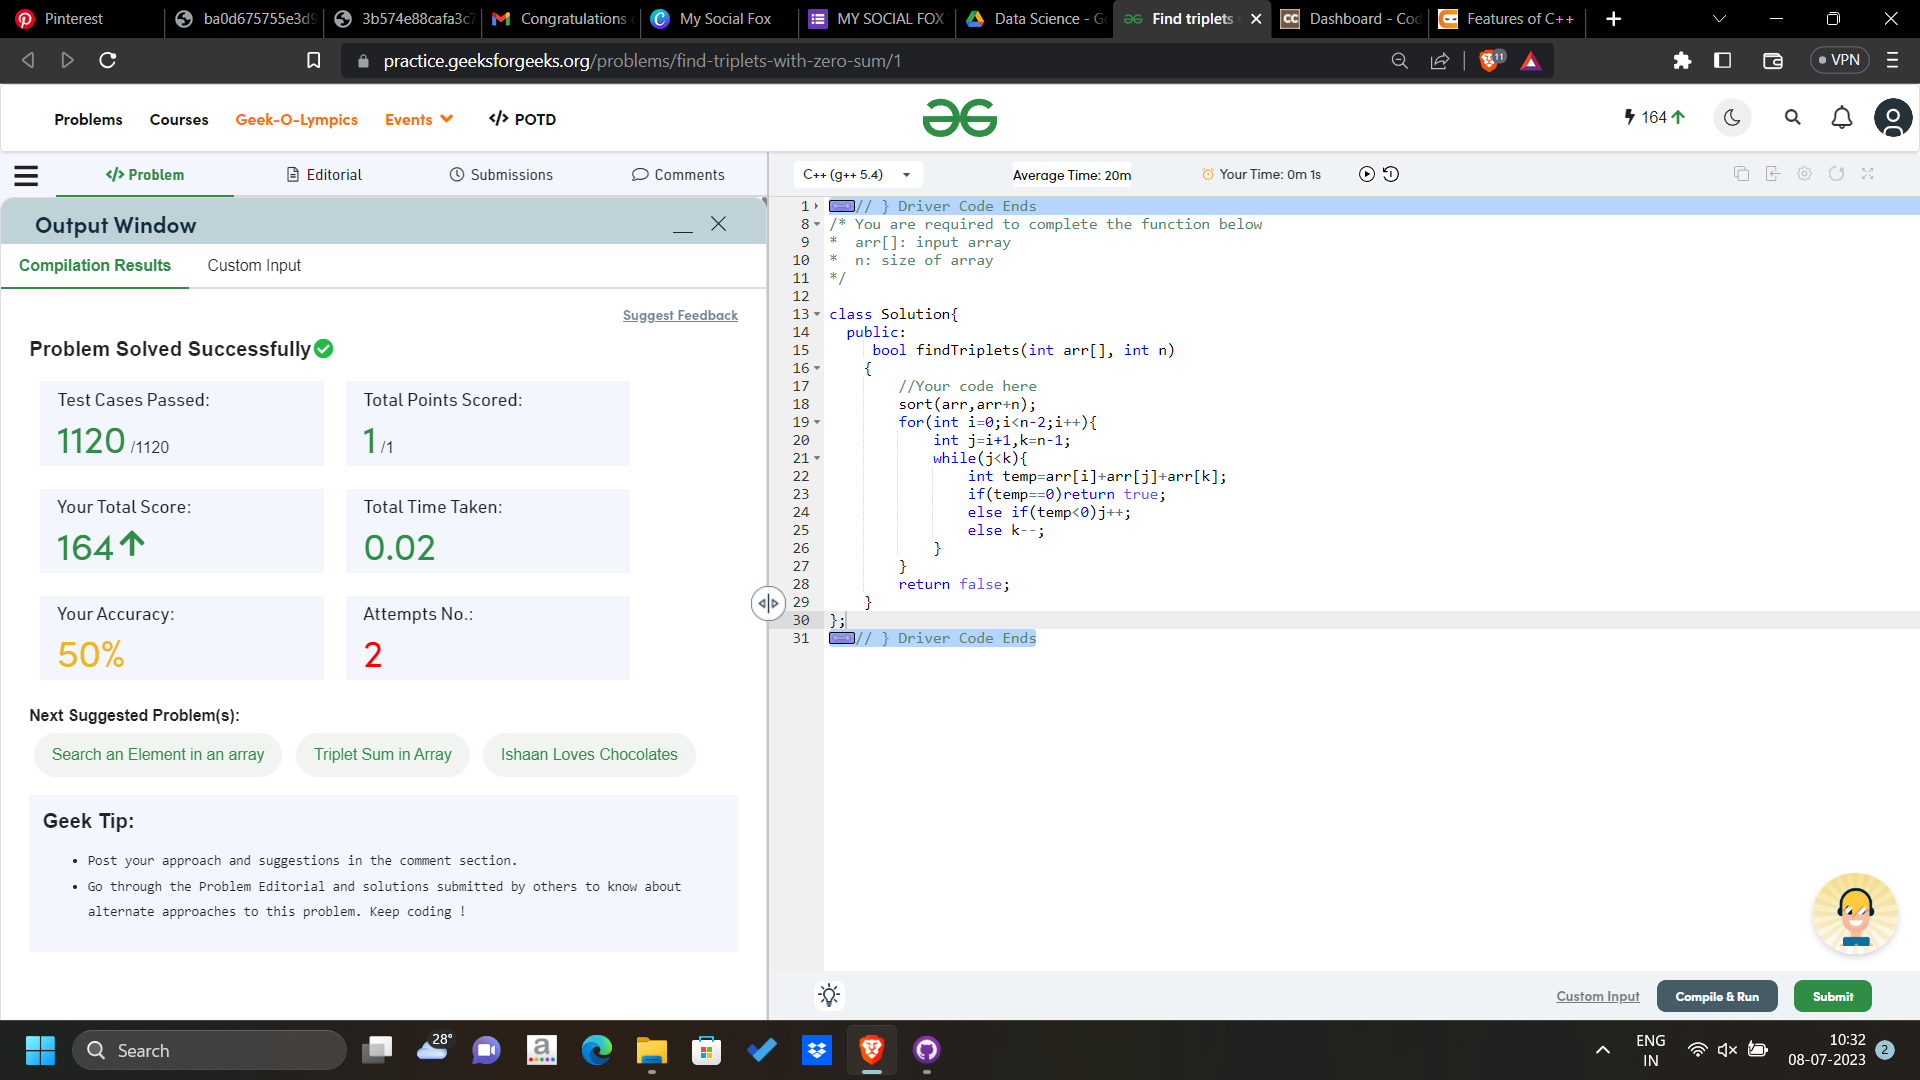 Pinterest
ba0d675755e3d9
3b574e88cafa3c7
Congratulations
My Social Fox
MY SOCIAL FOX
Data Science - G
Find triplets
Dashboard - Cod
Features of C++
practice.geeksforgeeks.org/problems/find-triplets-with-zero-sum/1
11
VPN
Problems
Courses
Geek-O-Lympics
Events
</> POTD
164
</> Problem
Editorial
Submissions
Comments
C++ (g++ 5.4)
Average Time: 20m
Your Time: 0m 1s
Output Window
Compilation Results
Custom Input
Suggest Feedback
Problem Solved Successfully
Test Cases Passed:
1120 /1120
Total Points Scored:
1 /1
Your Total Score:
164
Total Time Taken:
0.02
Your Accuracy:
50%
Attempts No.:
2
Next Suggested Problem(s):
Search an Element in an array
Triplet Sum in Array
Ishaan Loves Chocolates
Geek Tip:
• Post your approach and suggestions in the comment section.
• Go through the Problem Editorial and solutions submitted by others to know about
alternate approaches to this problem. Keep coding !
1 // } Driver Code Ends
8 /* You are required to complete the function below
9 *  arr[]: input array
10 *  n: size of array
11 */
12
13 class Solution{
14   public:
15     bool findTriplets(int arr[], int n)
16     {
17         //Your code here
18         sort(arr,arr+n);
19         for(int i=0;i<n-2;i++){
20             int j=i+1,k=n-1;
21             while(j<k){
22                 int temp=arr[i]+arr[j]+arr[k];
23                 if(temp==0)return true;
24                 else if(temp<0)j++;
25                 else k--;
26             }
27         }
28         return false;
29     }
30 };
31 // } Driver Code Ends
Custom Input
Compile & Run
Submit
Search
28°
a
ENG
IN
10:32
08-07-2023
2